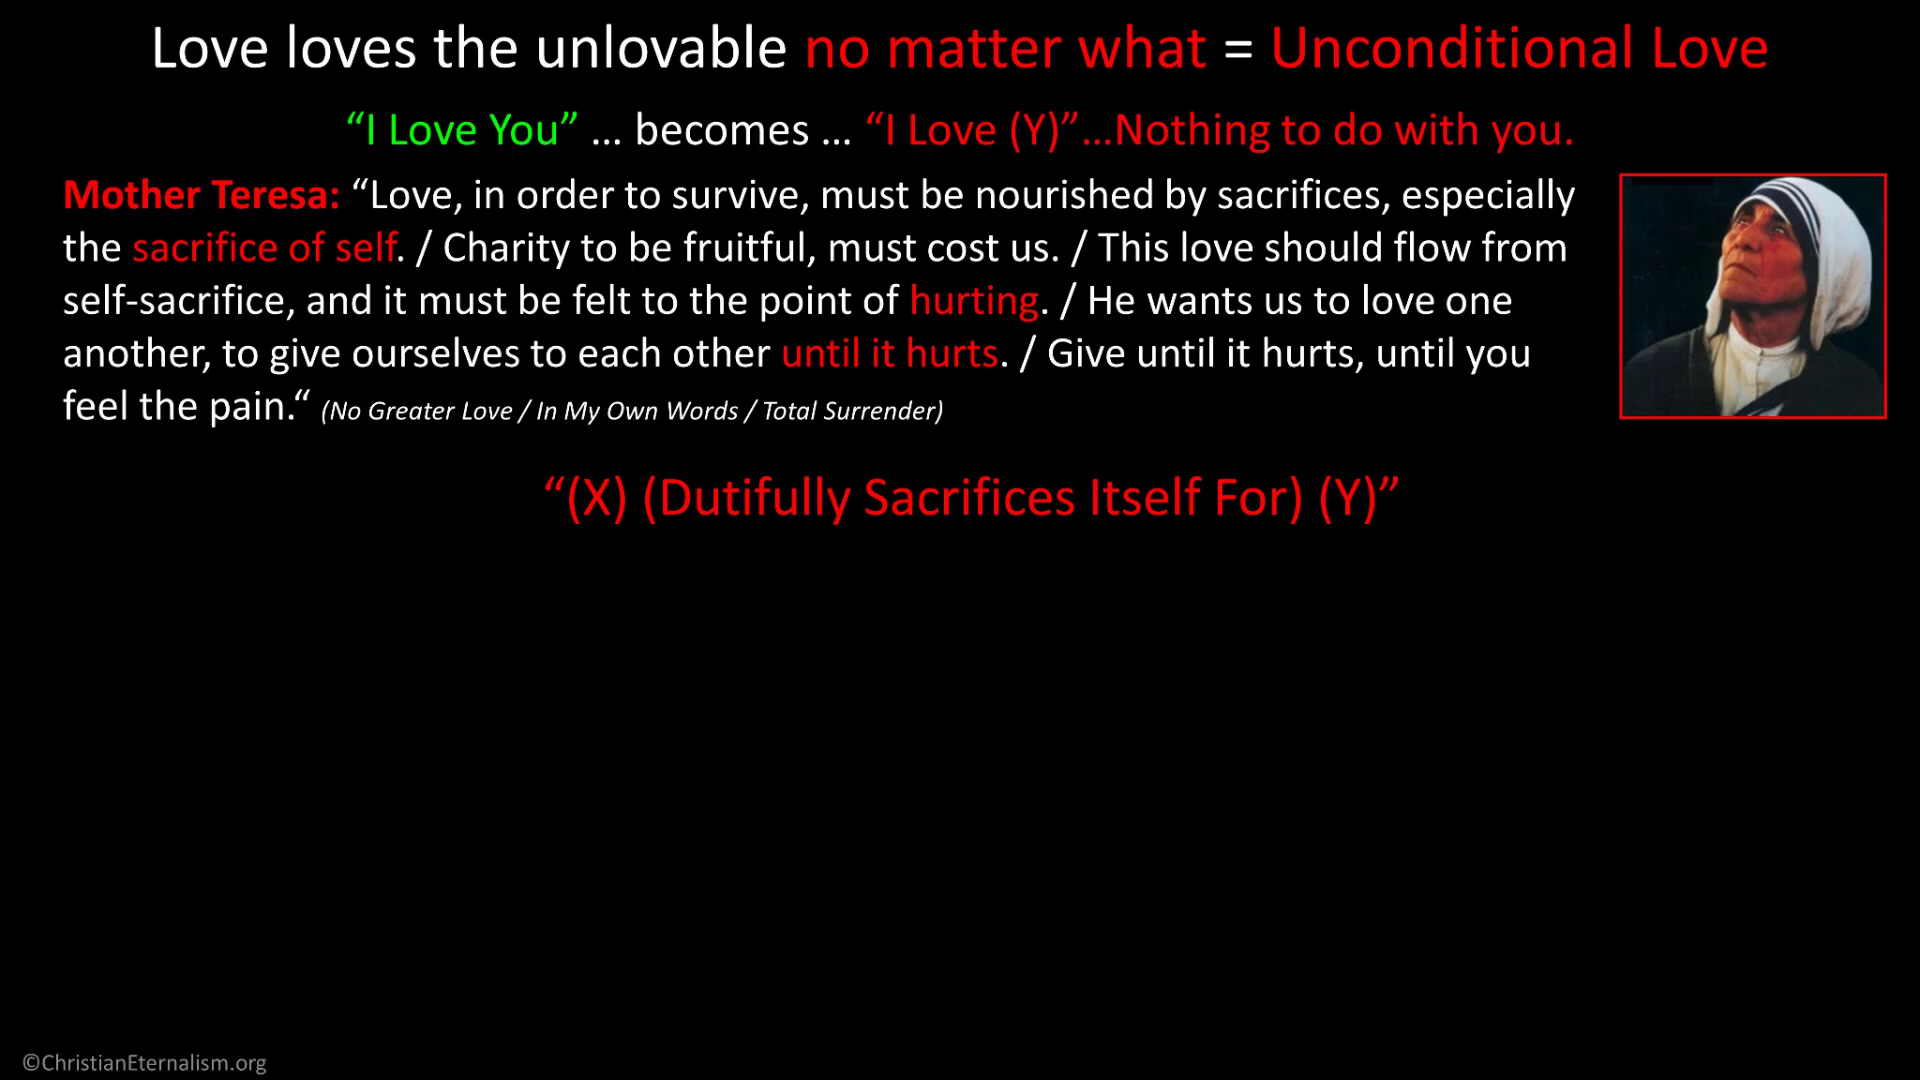 Love loves the unlovable no matter what = Unconditional Love
“I Love You” ... becomes ... “I Love (Y)”...Nothing to do with you.
Mother Teresa: “Love, in order to survive, must be nourished by sacrifices, especially
the sacrifice of self. / Charity to be fruitful, must cost us. / This love should flow from
self-sacrifice, and it must be felt to the point of hurting. / He wants us to love one
another, to give ourselves to each other until it hurts. / Give until it hurts, until you
feel the pain.“ (No Greater Love / In My Own Words / Total Surrender)
“(X) (Dutifully Sacrifices Itself For) (Y)”
©ChristianEternalism.org